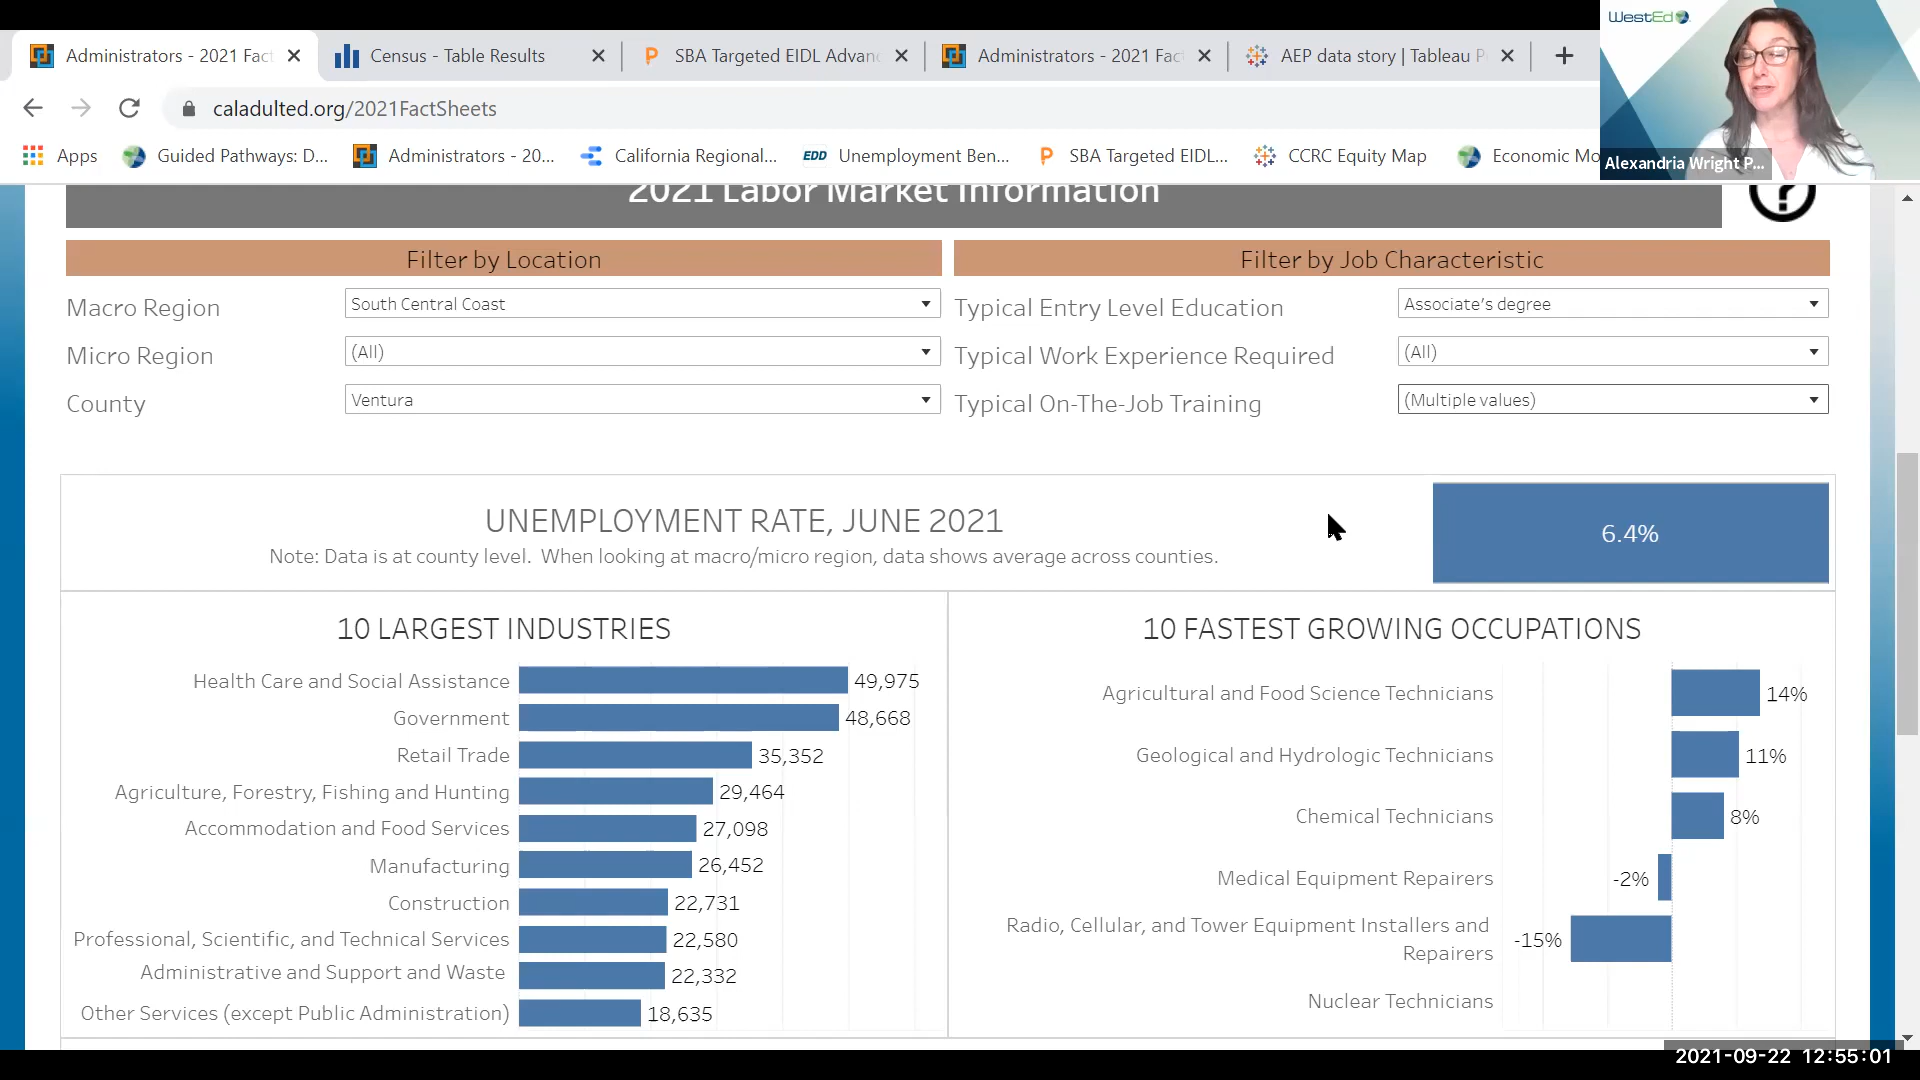 WestEd
Administrators - 2021 Fact
Census - Table Results
SBA Targeted EIDL Advanc
Administrators - 2021 Fac
AEP data story | Tableau P
caladulted.org/2021FactSheets
Apps
Guided Pathways: D...
Administrators - 20...
California Regional...
EDD
Unemployment Ben...
SBA Targeted EIDL...
CCRC Equity Map
Economic Mo
Alexandria Wright P...
2021 Labor Market Information
?
Filter by Location
Filter by Job Characteristic
Macro Region
South Central Coast
Typical Entry Level Education
Associate's degree
Micro Region
(All)
Typical Work Experience Required
(All)
County
Ventura
Typical On-The-Job Training
(Multiple values)
UNEMPLOYMENT RATE, JUNE 2021
Note: Data is at county level. When looking at macro/micro region, data shows average across counties.
6.4%
10 LARGEST INDUSTRIES
Health Care and Social Assistance 49,975
Government 48,668
Retail Trade 35,352
Agriculture, Forestry, Fishing and Hunting 29,464
Accommodation and Food Services 27,098
Manufacturing 26,452
Construction 22,731
Professional, Scientific, and Technical Services 22,580
Administrative and Support and Waste 22,332
Other Services (except Public Administration) 18,635
10 FASTEST GROWING OCCUPATIONS
Agricultural and Food Science Technicians 14%
Geological and Hydrologic Technicians 11%
Chemical Technicians 8%
Medical Equipment Repairers -2%
Radio, Cellular, and Tower Equipment Installers and
Repairers -15%
Nuclear Technicians
2021-09-22 12:55:01